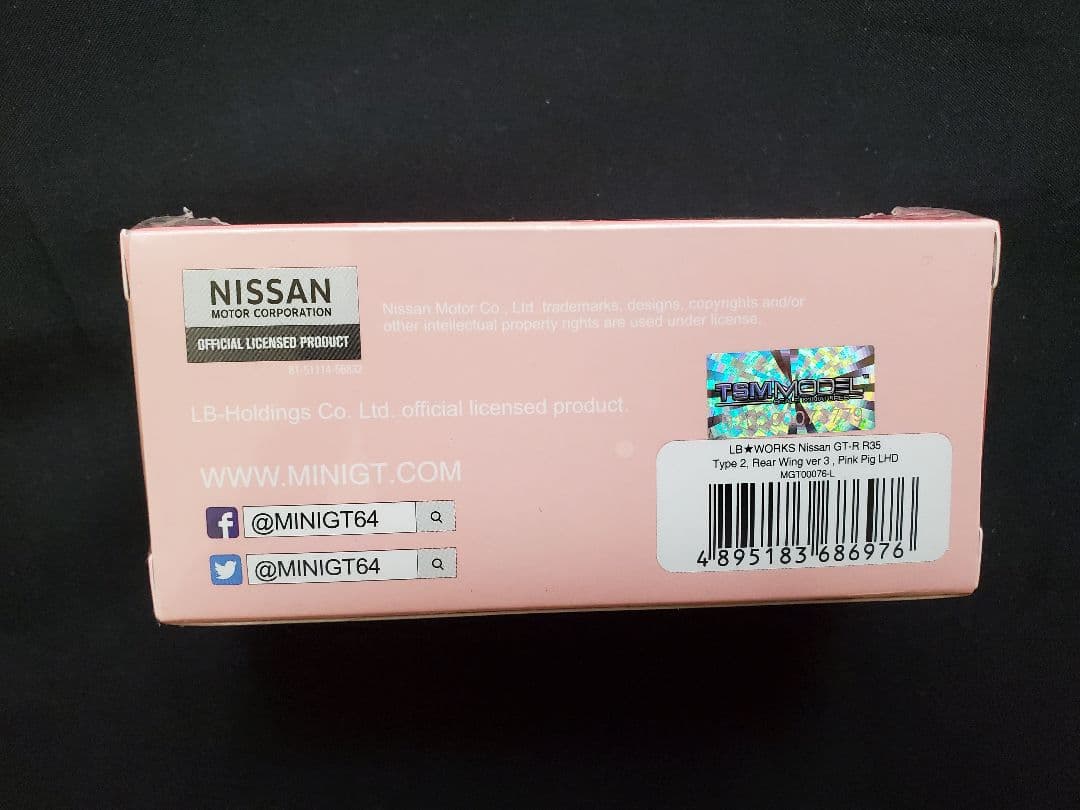 NISSAN
MOTOR CORPORATION
OFFICIAL LICENSED PRODUCT
Nissan Motor Co., Ltd. trademarks, designs, copyrights and/or
other intellectual property rights are used under license.
LB-Holdings Co. Ltd. official licensed product.
WWW.MINIGT.COM
@MINIGT64
@MINIGT64
TSM MODEL
LB★WORKS Nissan GT-R R35
Type 2, Rear Wing ver 3 , Pink Pig LHD
MGT00076-L
4 895183 686976